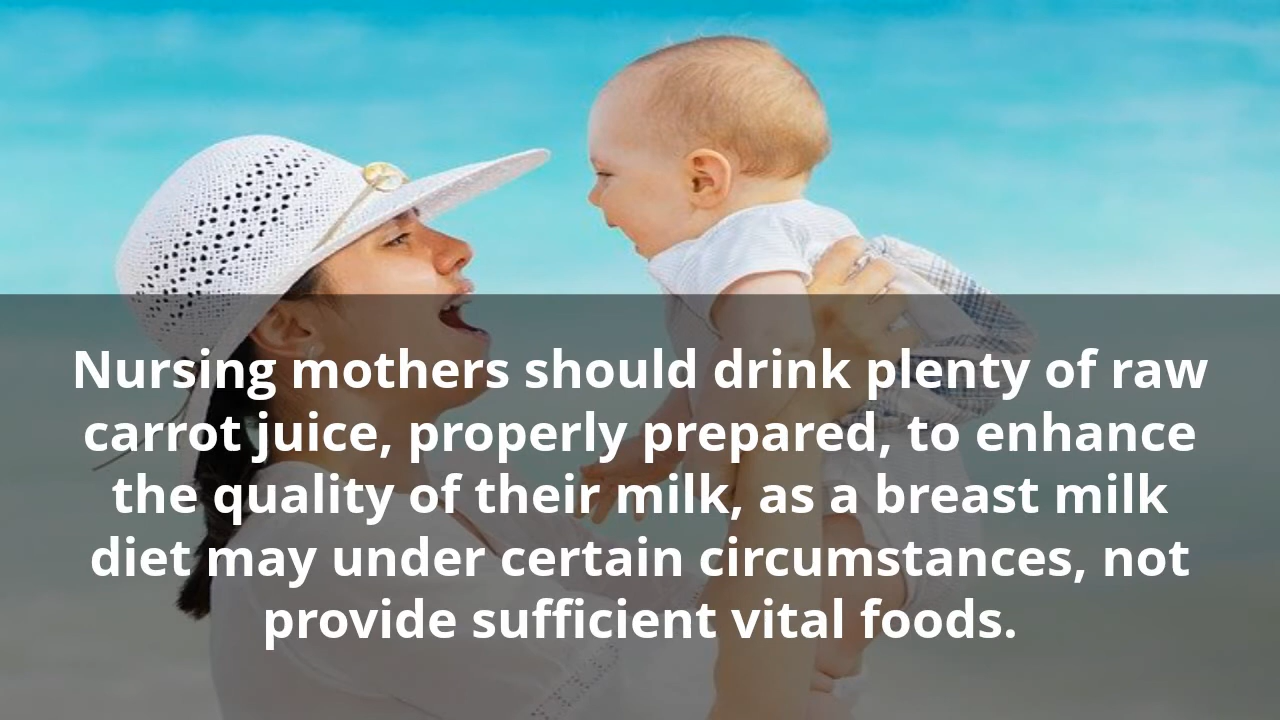 Nursing mothers should drink plenty of raw
carrot juice, properly prepared, to enhance
the quality of their milk, as a breast milk
diet may under certain circumstances, not
provide sufficient vital foods.